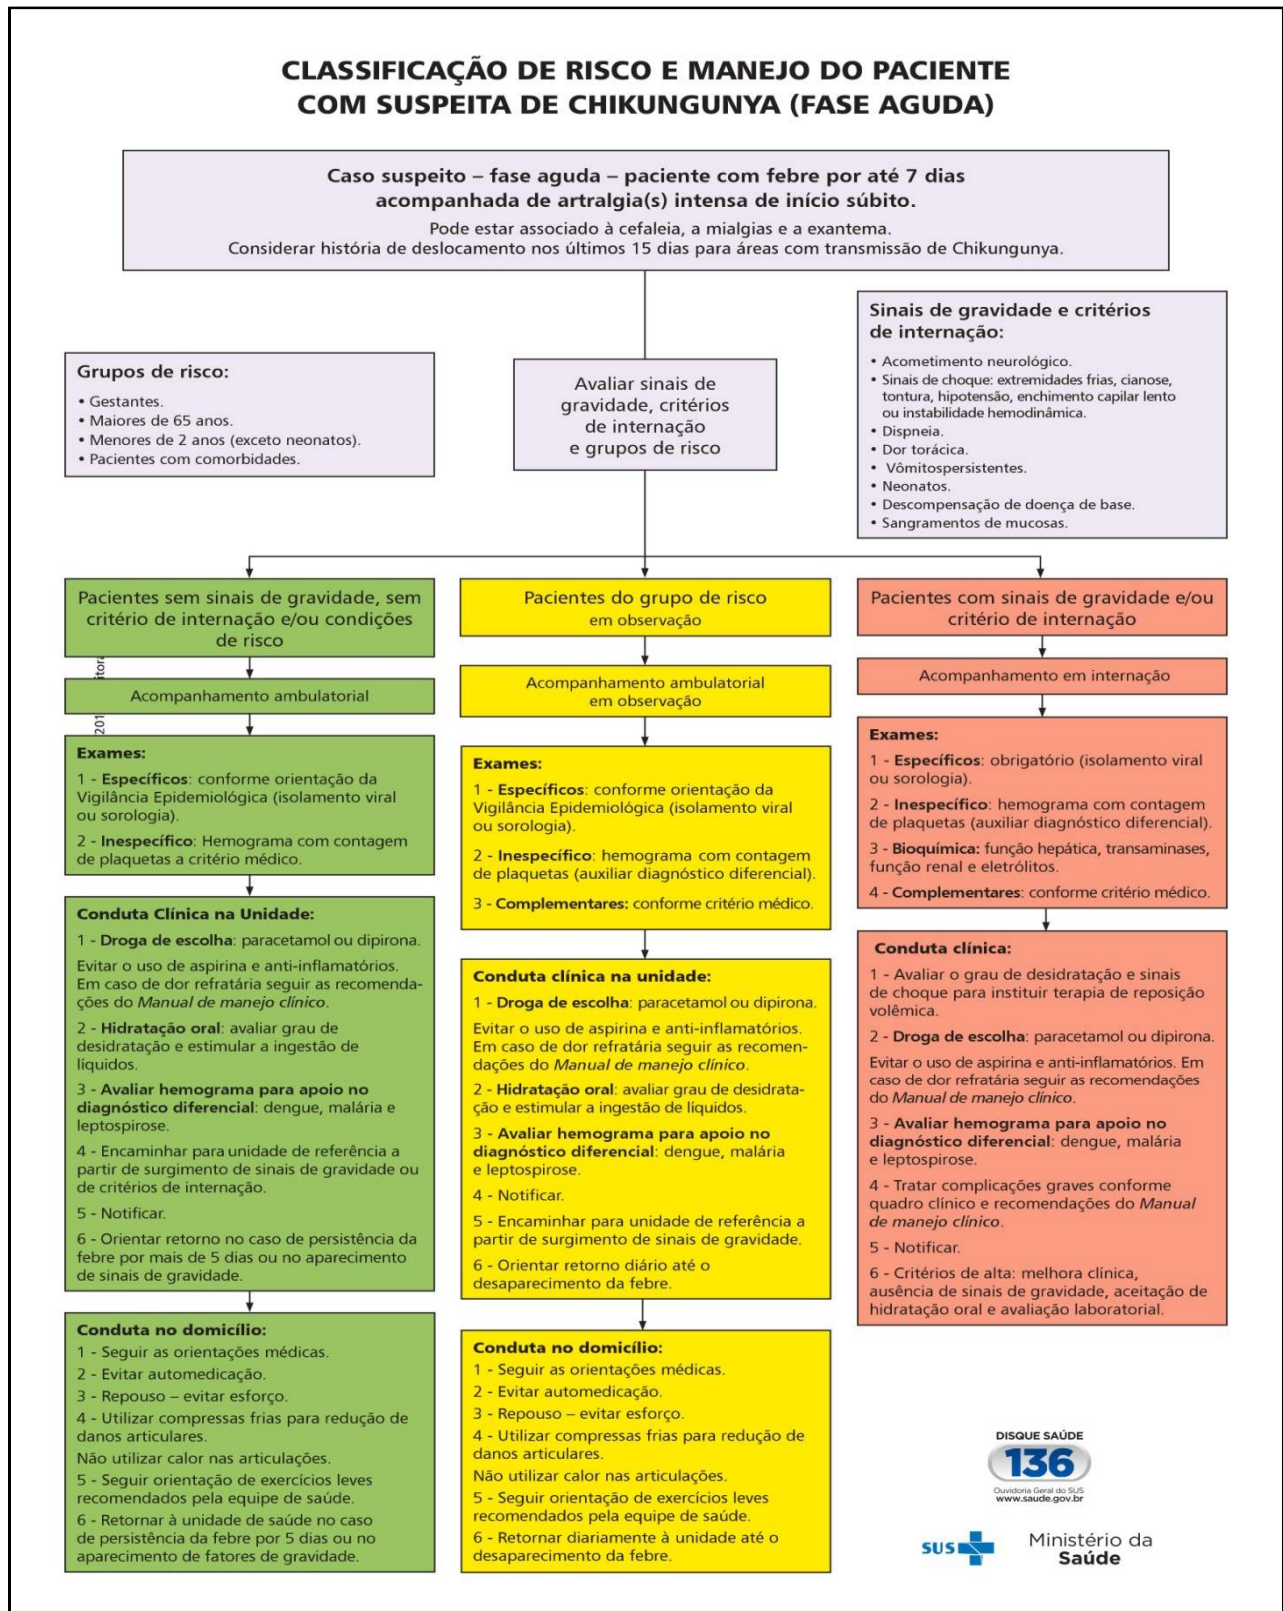 CLASSIFICAÇÃO DE RISCO E MANEJO DO PACIENTE
COM SUSPEITA DE CHIKUNGUNYA (FASE AGUDA)
Caso suspeito – fase aguda – paciente com febre por até 7 dias
acompanhada de artralgia(s) intensa de início súbito.
Pode estar associado à cefaleia, a mialgias e a exantema.
Considerar história de deslocamento nos últimos 15 dias para áreas com transmissão de Chikungunya.
Grupos de risco:
• Gestantes.
• Maiores de 65 anos.
• Menores de 2 anos (exceto neonatos).
• Pacientes com comorbidades.
Avaliar sinais de
gravidade, critérios
de internação
e grupos de risco
Sinais de gravidade e critérios
de internação:
• Acometimento neurológico.
• Sinais de choque: extremidades frias, cianose,
tontura, hipotensão, enchimento capilar lento
ou instabilidade hemodinâmica.
• Dispneia.
• Dor torácica.
• Vômitospersistentes.
• Neonatos.
• Descompensação de doença de base.
• Sangramentos de mucosas.
Pacientes sem sinais de gravidade, sem
critério de internação e/ou condições
de risco
Acompanhamento ambulatorial
Exames:
1 - Específicos: conforme orientação da
Vigilância Epidemiológica (isolamento viral
ou sorologia).
2 - Inespecífico: Hemograma com contagem
de plaquetas a critério médico.
Conduta Clínica na Unidade:
1 - Droga de escolha: paracetamol ou dipirona.
Evitar o uso de aspirina e anti-inflamatórios.
Em caso de dor refratária seguir as recomenda-
ções do Manual de manejo clínico.
2 - Hidratação oral: avaliar grau de
desidratação e estimular a ingestão de
líquidos.
3 - Avaliar hemograma para apoio no
diagnóstico diferencial: dengue, malária e
leptospirose.
4 - Encaminhar para unidade de referência a
partir de surgimento de sinais de gravidade ou
de critérios de internação.
5 - Notificar.
6 - Orientar retorno no caso de persistência da
febre por mais de 5 dias ou no aparecimento
de sinais de gravidade.
Conduta no domicílio:
1 - Seguir as orientações médicas.
2 - Evitar automedicação.
3 - Repouso – evitar esforço.
4 - Utilizar compressas frias para redução de
danos articulares.
Não utilizar calor nas articulações.
5 - Seguir orientação de exercícios leves
recomendados pela equipe de saúde.
6 - Retornar à unidade de saúde no caso
de persistência da febre por 5 dias ou no
aparecimento de fatores de gravidade.
Pacientes do grupo de risco
em observação
Acompanhamento ambulatorial
em observação
Exames:
1 - Específicos: conforme orientação da
Vigilância Epidemiológica (isolamento viral
ou sorologia).
2 - Inespecífico: hemograma com contagem
de plaquetas (auxiliar diagnóstico diferencial).
3 - Complementares: conforme critério médico.
Conduta clínica na unidade:
1 - Droga de escolha: paracetamol ou dipirona.
Evitar o uso de aspirina e anti-inflamatórios.
Em caso de dor refratária seguir as recomen-
dações do Manual de manejo clínico.
2 - Hidratação oral: avaliar grau de desidrata-
ção e estimular a ingestão de líquidos.
3 - Avaliar hemograma para apoio no
diagnóstico diferencial: dengue, malária
e leptospirose.
4 - Notificar.
5 - Encaminhar para unidade de referência a
partir de surgimento de sinais de gravidade.
6 - Orientar retorno diário até o
desaparecimento da febre.
Conduta no domicílio:
1 - Seguir as orientações médicas.
2 - Evitar automedicação.
3 - Repouso – evitar esforço.
4 - Utilizar compressas frias para redução de
danos articulares.
Não utilizar calor nas articulações.
5 - Seguir orientação de exercícios leves
recomendados pela equipe de saúde.
6 - Retornar diariamente à unidade até o
desaparecimento da febre.
Pacientes com sinais de gravidade e/ou
critério de internação
Acompanhamento em internação
Exames:
1 - Específicos: obrigatório (isolamento viral
ou sorologia).
2 - Inespecífico: hemograma com contagem
de plaquetas (auxiliar diagnóstico diferencial).
3 - Bioquímica: função hepática, transaminases,
função renal e eletrólitos.
4 - Complementares: conforme critério médico.
Conduta clínica:
1 - Avaliar o grau de desidratação e sinais
de choque para instituir terapia de reposição
volêmica.
2 - Droga de escolha: paracetamol ou dipirona.
Evitar o uso de aspirina e anti-inflamatórios. Em
caso de dor refratária seguir as recomendações
do Manual de manejo clínico.
3 - Avaliar hemograma para apoio no
diagnóstico diferencial: dengue, malária
e leptospirose.
4 - Tratar complicações graves conforme
quadro clínico e recomendações do Manual
de manejo clínico.
5 - Notificar.
6 - Critérios de alta: melhora clínica,
ausência de sinais de gravidade, aceitação de
hidratação oral e avaliação laboratorial.
DISQUE SAÚDE
136
Ouvidoria Geral do SUS
www.saude.gov.br
SUS
Ministério da
Saúde